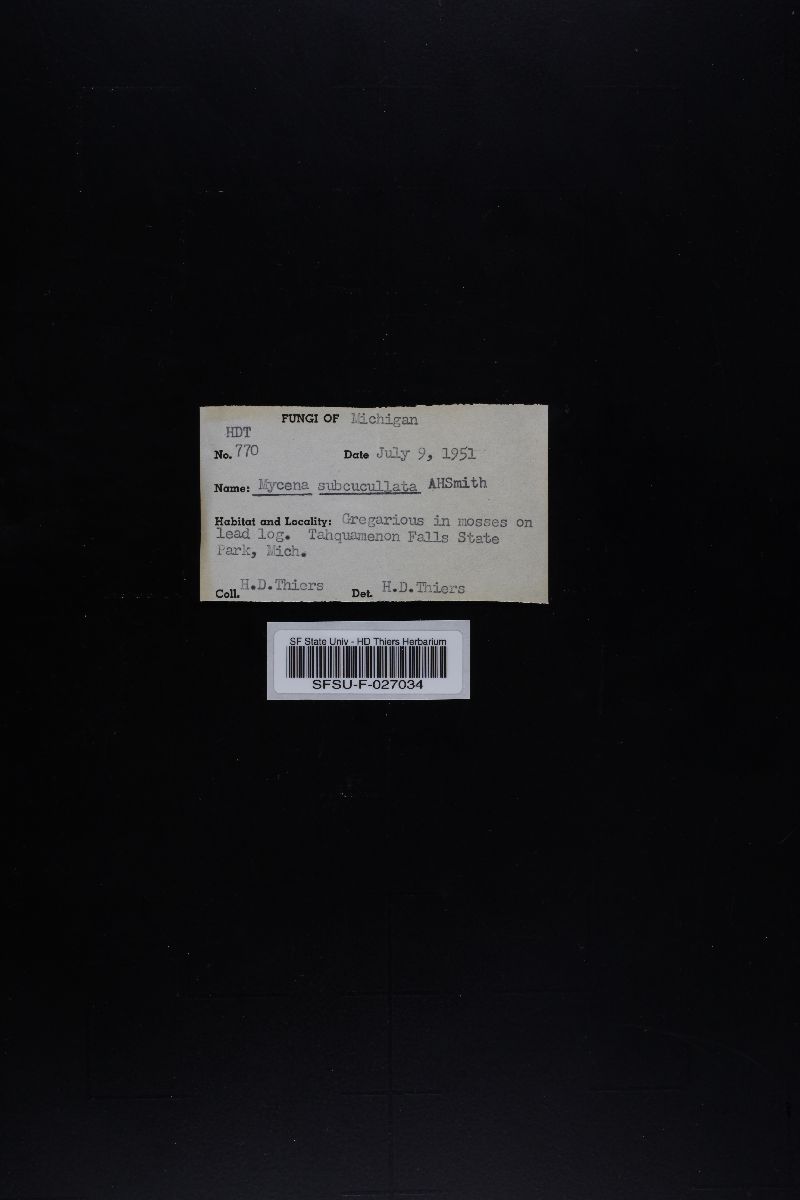 FUNGI OF Michigan
HDT
No. 770 Date July 9, 1951
Name: Mycena subcucullata AHSmith
Habitat and Locality: Gregarious in mosses on
lead log. Tahquamenon Falls State
Park, Mich.
Coll. H.D.Thiers Det. H.D.Thiers
SF State Univ - HD Thiers Herbarium
SFSU-F-027034